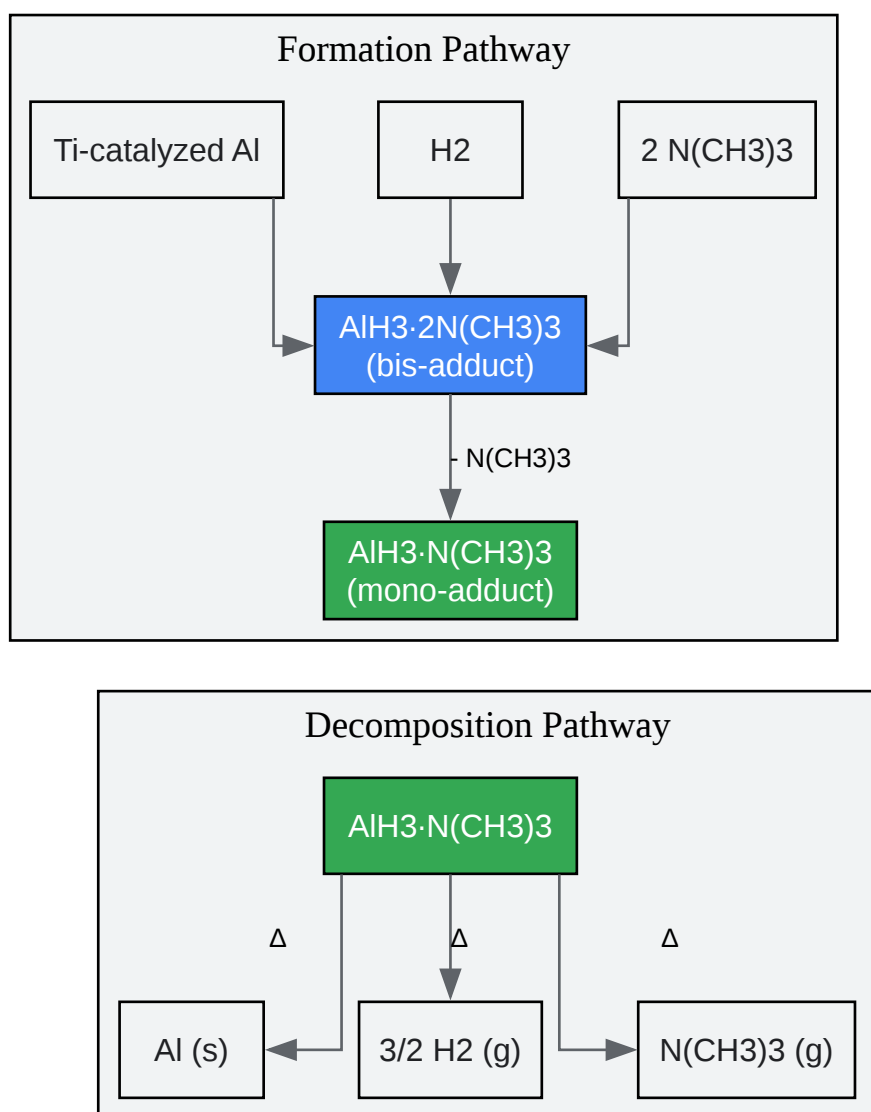 Formation Pathway
Ti-catalyzed Al
H2
2 N(CH3)3
AlH3·2N(CH3)3
(bis-adduct)
- N(CH3)3
AlH3·N(CH3)3
(mono-adduct)
Decomposition Pathway
AlH3·N(CH3)3
Δ
Δ
Δ
Al (s)
3/2 H2 (g)
N(CH3)3 (g)